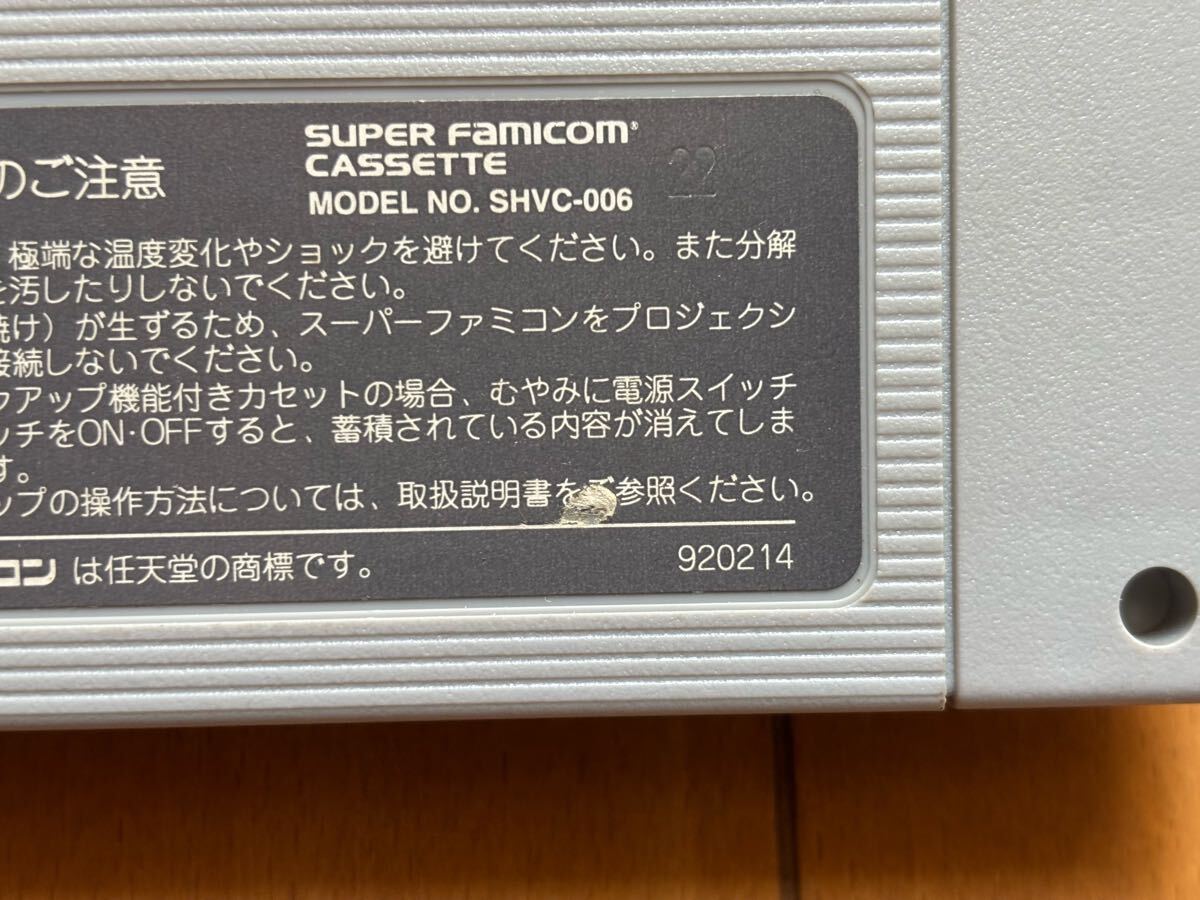 SUPER FAMICOM®
CASSETTE
MODEL NO. SHVC-006
22
のご注意
極端な温度変化やショックを避けてください。また分解
を汚したりしないでください。
焼け）が生ずるため、スーパーファミコンをプロジェクシ
接続しないでください。
クアップ機能付きカセットの場合、むやみに電源スイッチ
ッチをON·OFFすると、蓄積されている内容が消えてしま
す。
ップの操作方法については、取扱説明書をご参照ください。
コン は任天堂の商標です。
920214